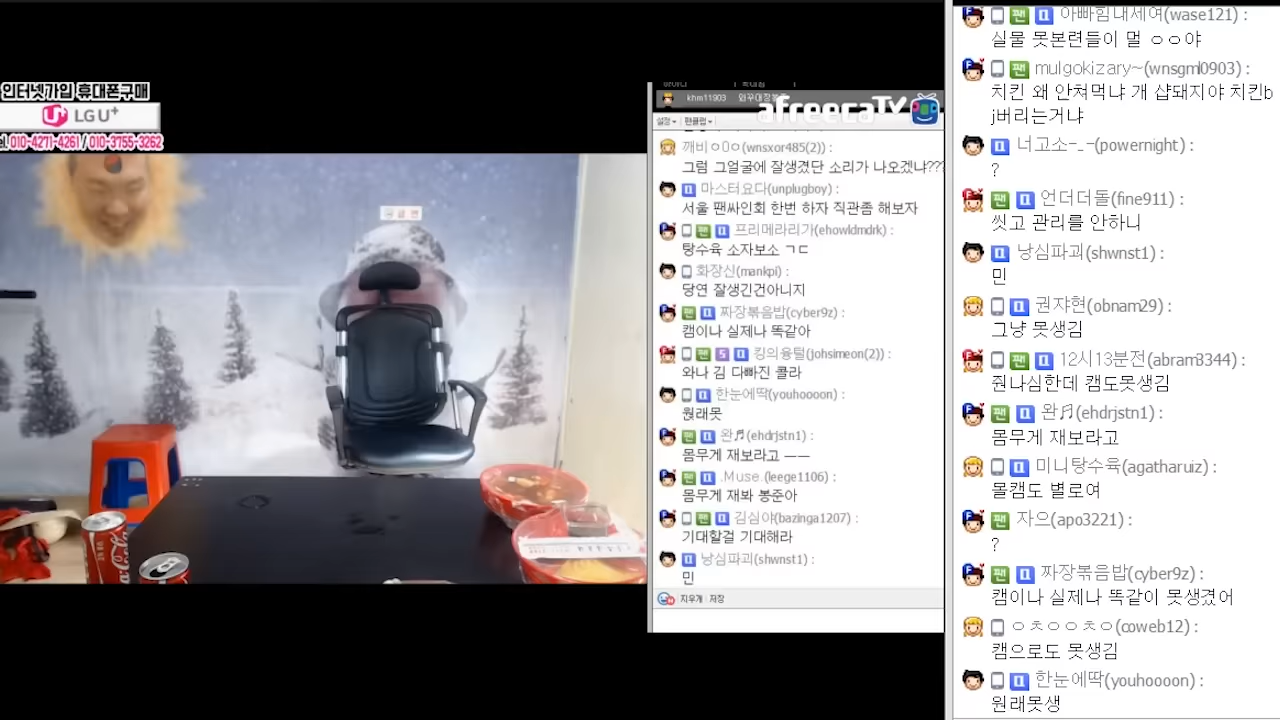 인터넷가입 휴대폰구매
LG U+
el. 010-4271-4261 / 010-3755-3262
khm11903
afreecaTV
설정 팬클럽
깨비ㅇ0ㅇ(wnsxor485(2)) :
그럼 그얼굴에 잘생겼단 소리가 나오겠냐???
마스터요다(unplugboy) :
서울 팬싸인회 한번 하자 직관좀 해보자
프리메라리가(ehowldmdrk) :
탕수육 소자보소 ㄱㄷ
화장신(mankpi) :
당연 잘생긴건아니지
짜장볶음밥(cyber9z) :
캠이나 실제나 똑같아
킹의융털(johsimeon(2)) :
와나 김 다빠진 콜라
한눈에딱(youhoooon) :
원래못
완♬(ehdrjstn1) :
몸무게 재보라고 ㅡㅡ
.Muse.(leege1106) :
몸무게 재봐 봉준아
김심야(bazinga1207) :
기대할걸 기대해라
낭심파괴(shwnst1) :
민
지우개 저장
아빠힘내세여(wase121) :
실물 못본련들이 멀 ㅇㅇ야
mulgokizary~(wnsgml0903) :
치킨 왜 안쳐먹냐 개 샵돼지야 치킨b
j버리는거냐
너고소-_-(powernight) :
?
언더더돌(fine911) :
씻고 관리를 안하니
낭심파괴(shwnst1) :
민
권쟈현(obnam29) :
그냥 못생김
12시13분전(abram3344) :
줜나심한데 캠도못생김
완♬(ehdrjstn1) :
몸무게 재보라고
미니탕수육(agatharuiz) :
몰캠도 별로여
자으(apo3221) :
?
짜장볶음밥(cyber9z) :
캠이나 실제나 똑같이 못생겼어
ㅇㅊㅇㅇㅊㅇ(coweb12) :
캠으로도 못생김
한눈에딱(youhoooon) :
원래못생